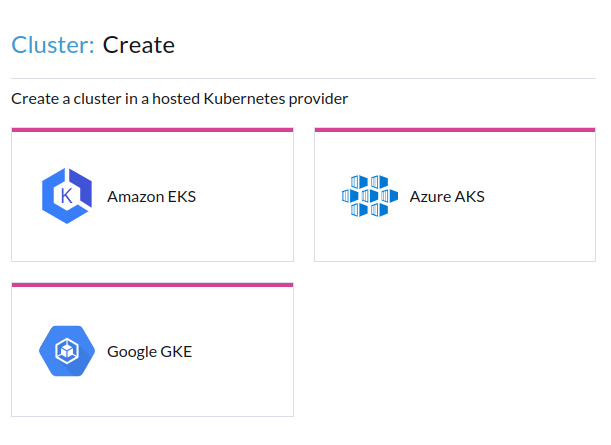 Cluster: Create
Create a cluster in a hosted Kubernetes provider
K
Amazon EKS
Azure AKS
Google GKE